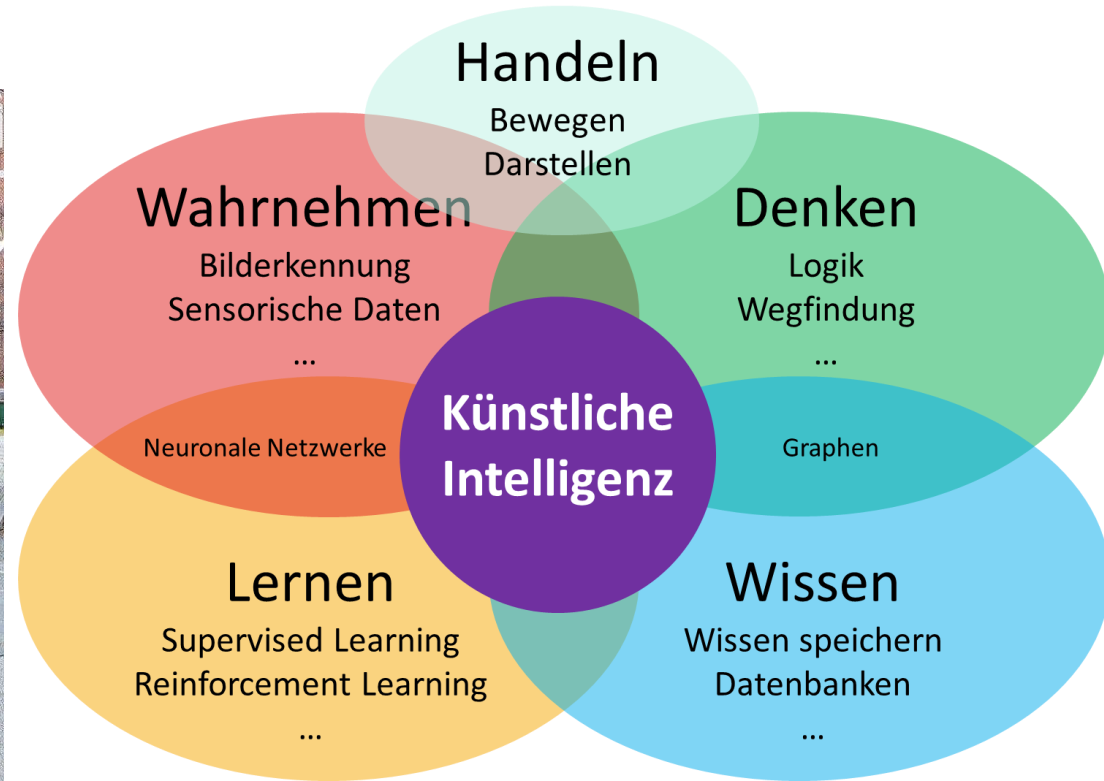 Handeln
Bewegen
Darstellen
Wahrnehmen
Bilderkennung
Sensorische Daten
...
Denken
Logik
Wegfindung
...
Neuronale Netzwerke
Künstliche
Intelligenz
Graphen
Lernen
Supervised Learning
Reinforcement Learning
...
Wissen
Wissen speichern
Datenbanken
...